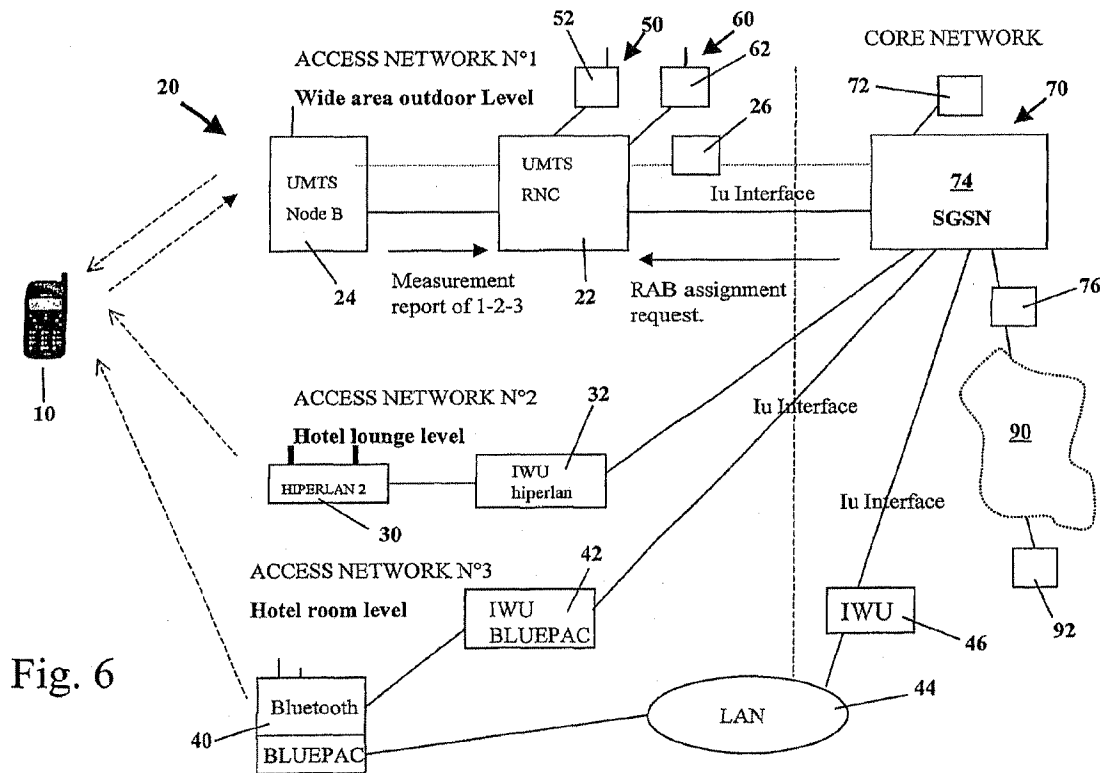 52
50
60
CORE NETWORK
ACCESS NETWORK N°1
62
Wide area outdoor Level
20
26
72
70
UMTS
Node B
UMTS
RNC
Iu Interface
74
SGSN
24
Measurement
report of 1-2-3
22
RAB assignment
request.
76
10
ACCESS NETWORK N°2
Hotel lounge level
32
Iu Interface
90
HIPERLAN 2
IWU
hiperlan
30
Iu Interface
ACCESS NETWORK N°3
Hotel room level
42
IWU
BLUEPAC
IWU
46
92
Fig. 6
Bluetooth
40
BLUEPAC
LAN
44